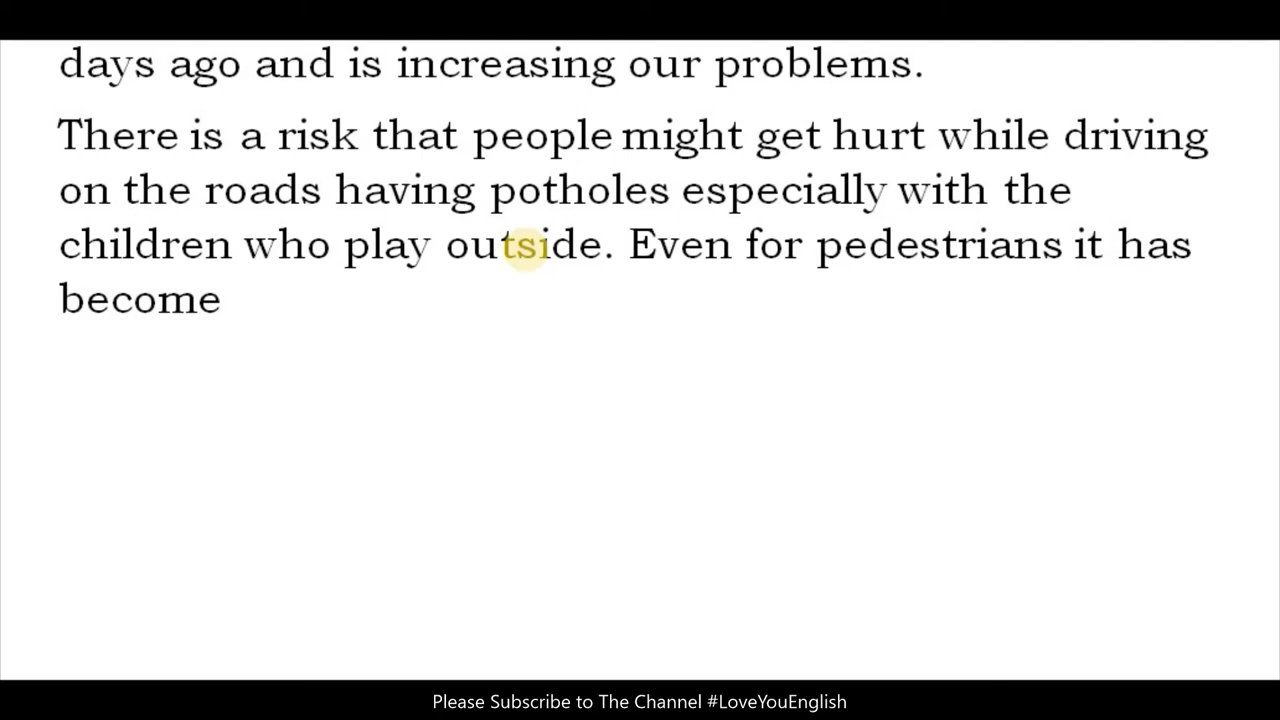 days ago and is increasing our problems.
There is a risk that people might get hurt while driving
on the roads having potholes especially with the
children who play outside. Even for pedestrians it has
become
Please Subscribe to The Channel #LoveYouEnglish